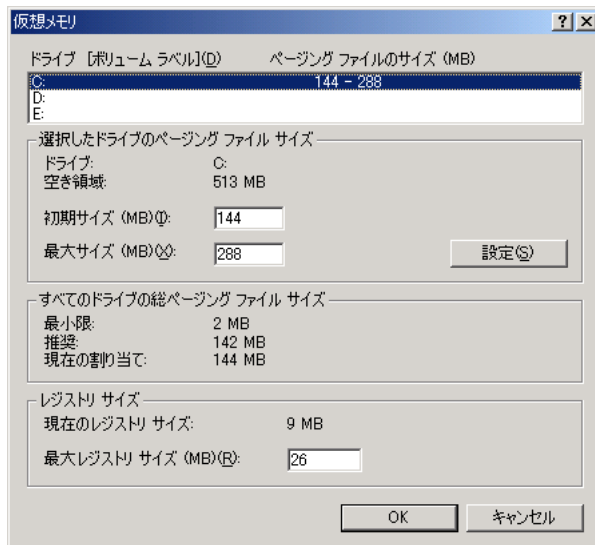 仮想メモリ
ドライブ [ボリューム ラベル](D) ページング ファイルのサイズ (MB)
C: 144 - 288
D:
E:
選択したドライブのページング ファイル サイズ
ドライブ: C:
空き領域: 513 MB
初期サイズ (MB)(I): 144
最大サイズ (MB)(X): 288
設定(S)
すべてのドライブの総ページング ファイル サイズ
最小限: 2 MB
推奨: 142 MB
現在の割り当て: 144 MB
レジストリ サイズ
現在のレジストリ サイズ: 9 MB
最大レジストリ サイズ (MB)(R): 26
OK キャンセル